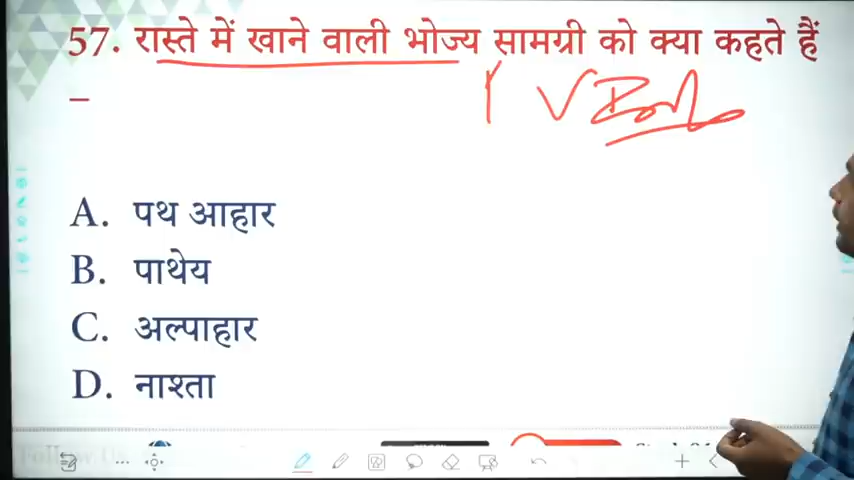 57. रास्ते में खाने वाली भोज्य सामग्री को क्या कहते हैं
–
A. पथ आहार
B. पाथेय
C. अल्पाहार
D. नाश्ता